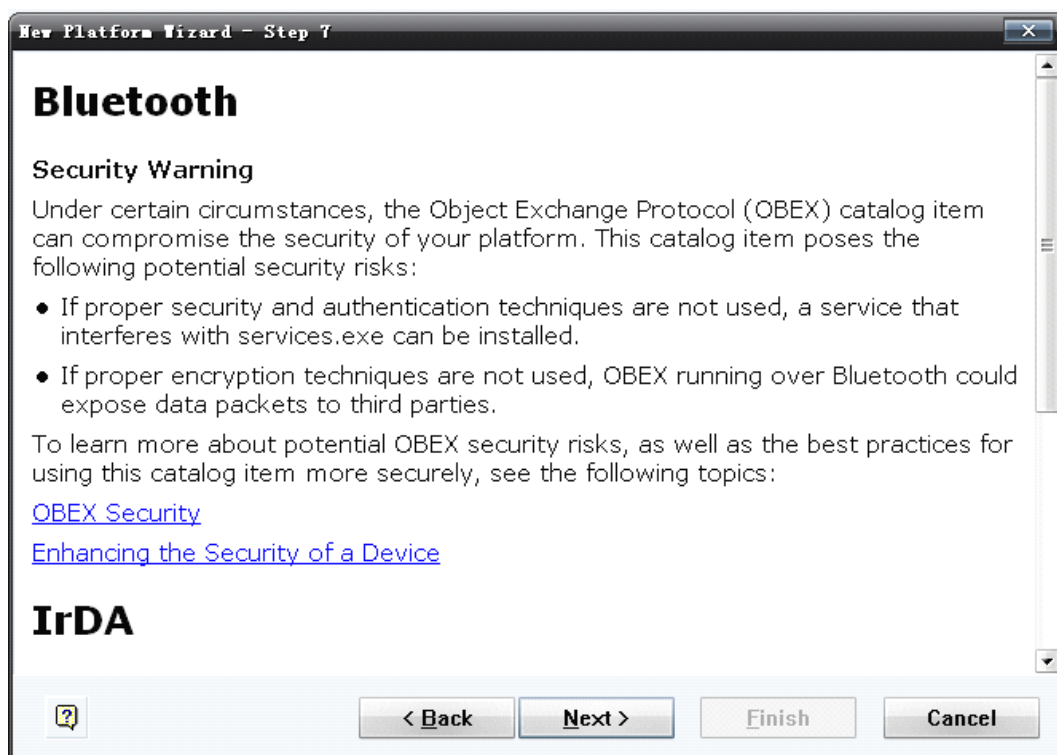 New Platform Wizard - Step 7
Bluetooth
Security Warning
Under certain circumstances, the Object Exchange Protocol (OBEX) catalog item
can compromise the security of your platform. This catalog item poses the
following potential security risks:
● If proper security and authentication techniques are not used, a service that
interferes with services.exe can be installed.
● If proper encryption techniques are not used, OBEX running over Bluetooth could
expose data packets to third parties.
To learn more about potential OBEX security risks, as well as the best practices for
using this catalog item more securely, see the following topics:
OBEX Security
Enhancing the Security of a Device
IrDA
< Back Next > Finish Cancel